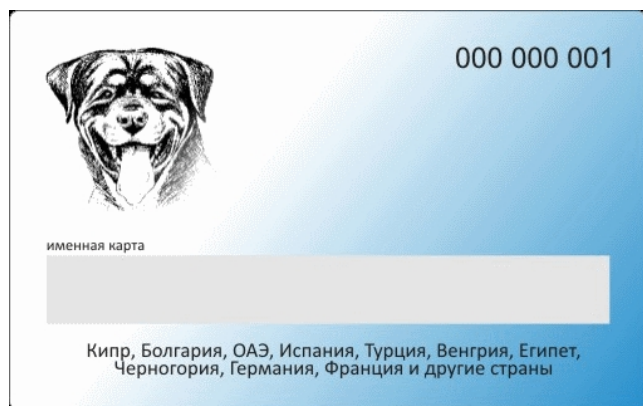 000 000 001
именная карта
Кипр, Болгария, ОАЭ, Испания, Турция, Венгрия, Египет,
Черногория, Германия, Франция и другие страны